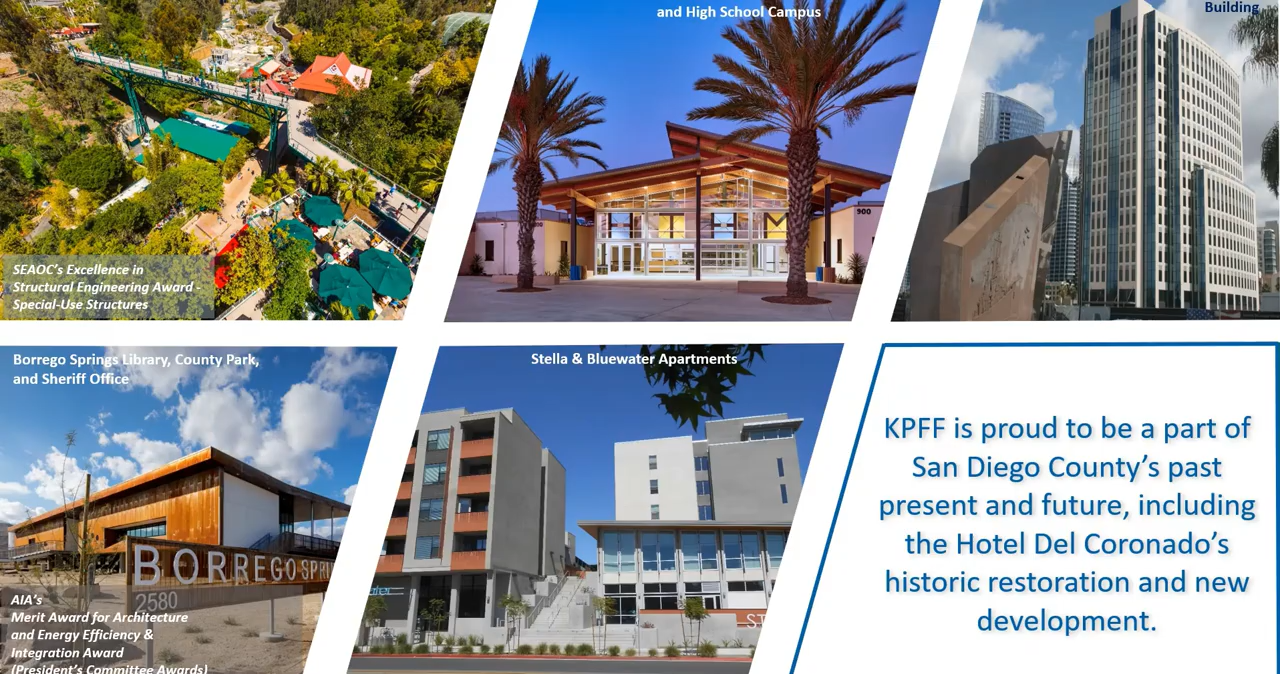 and High School Campus
Building
900
SEAOC's Excellence in
Structural Engineering Award -
Special-Use Structures
Borrego Springs Library, County Park,
and Sheriff Office
BORREGO SPRIN
2580
AIA's
Merit Award for Architecture
and Energy Efficiency &
Integration Award
(President's Committee Awards)
Stella & Bluewater Apartments
ater
ST
KPFF is proud to be a part of
San Diego County's past
present and future, including
the Hotel Del Coronado's
historic restoration and new
development.